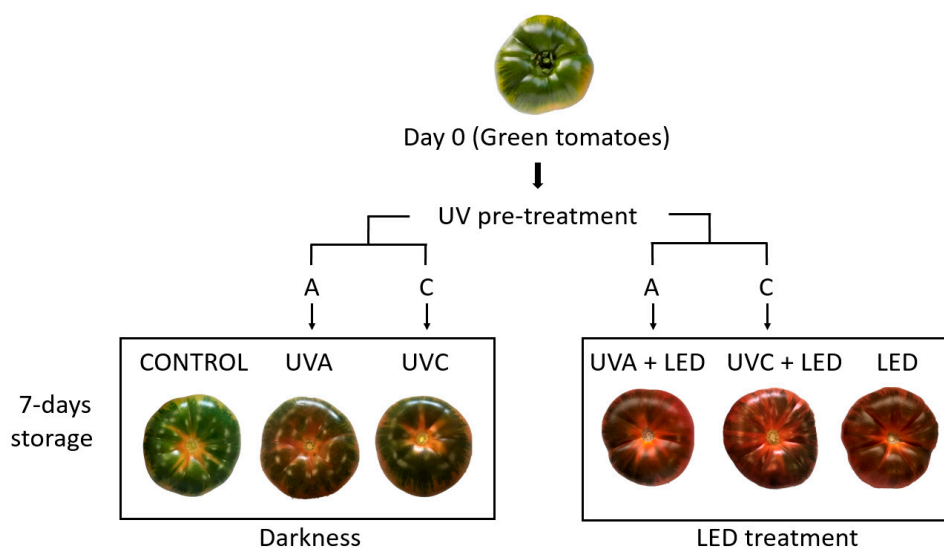 Day 0 (Green tomatoes)
UV pre-treatment
A
C
A
C
CONTROL
UVA
UVC
UVA + LED
UVC + LED
LED
7-days
storage
Darkness
LED treatment